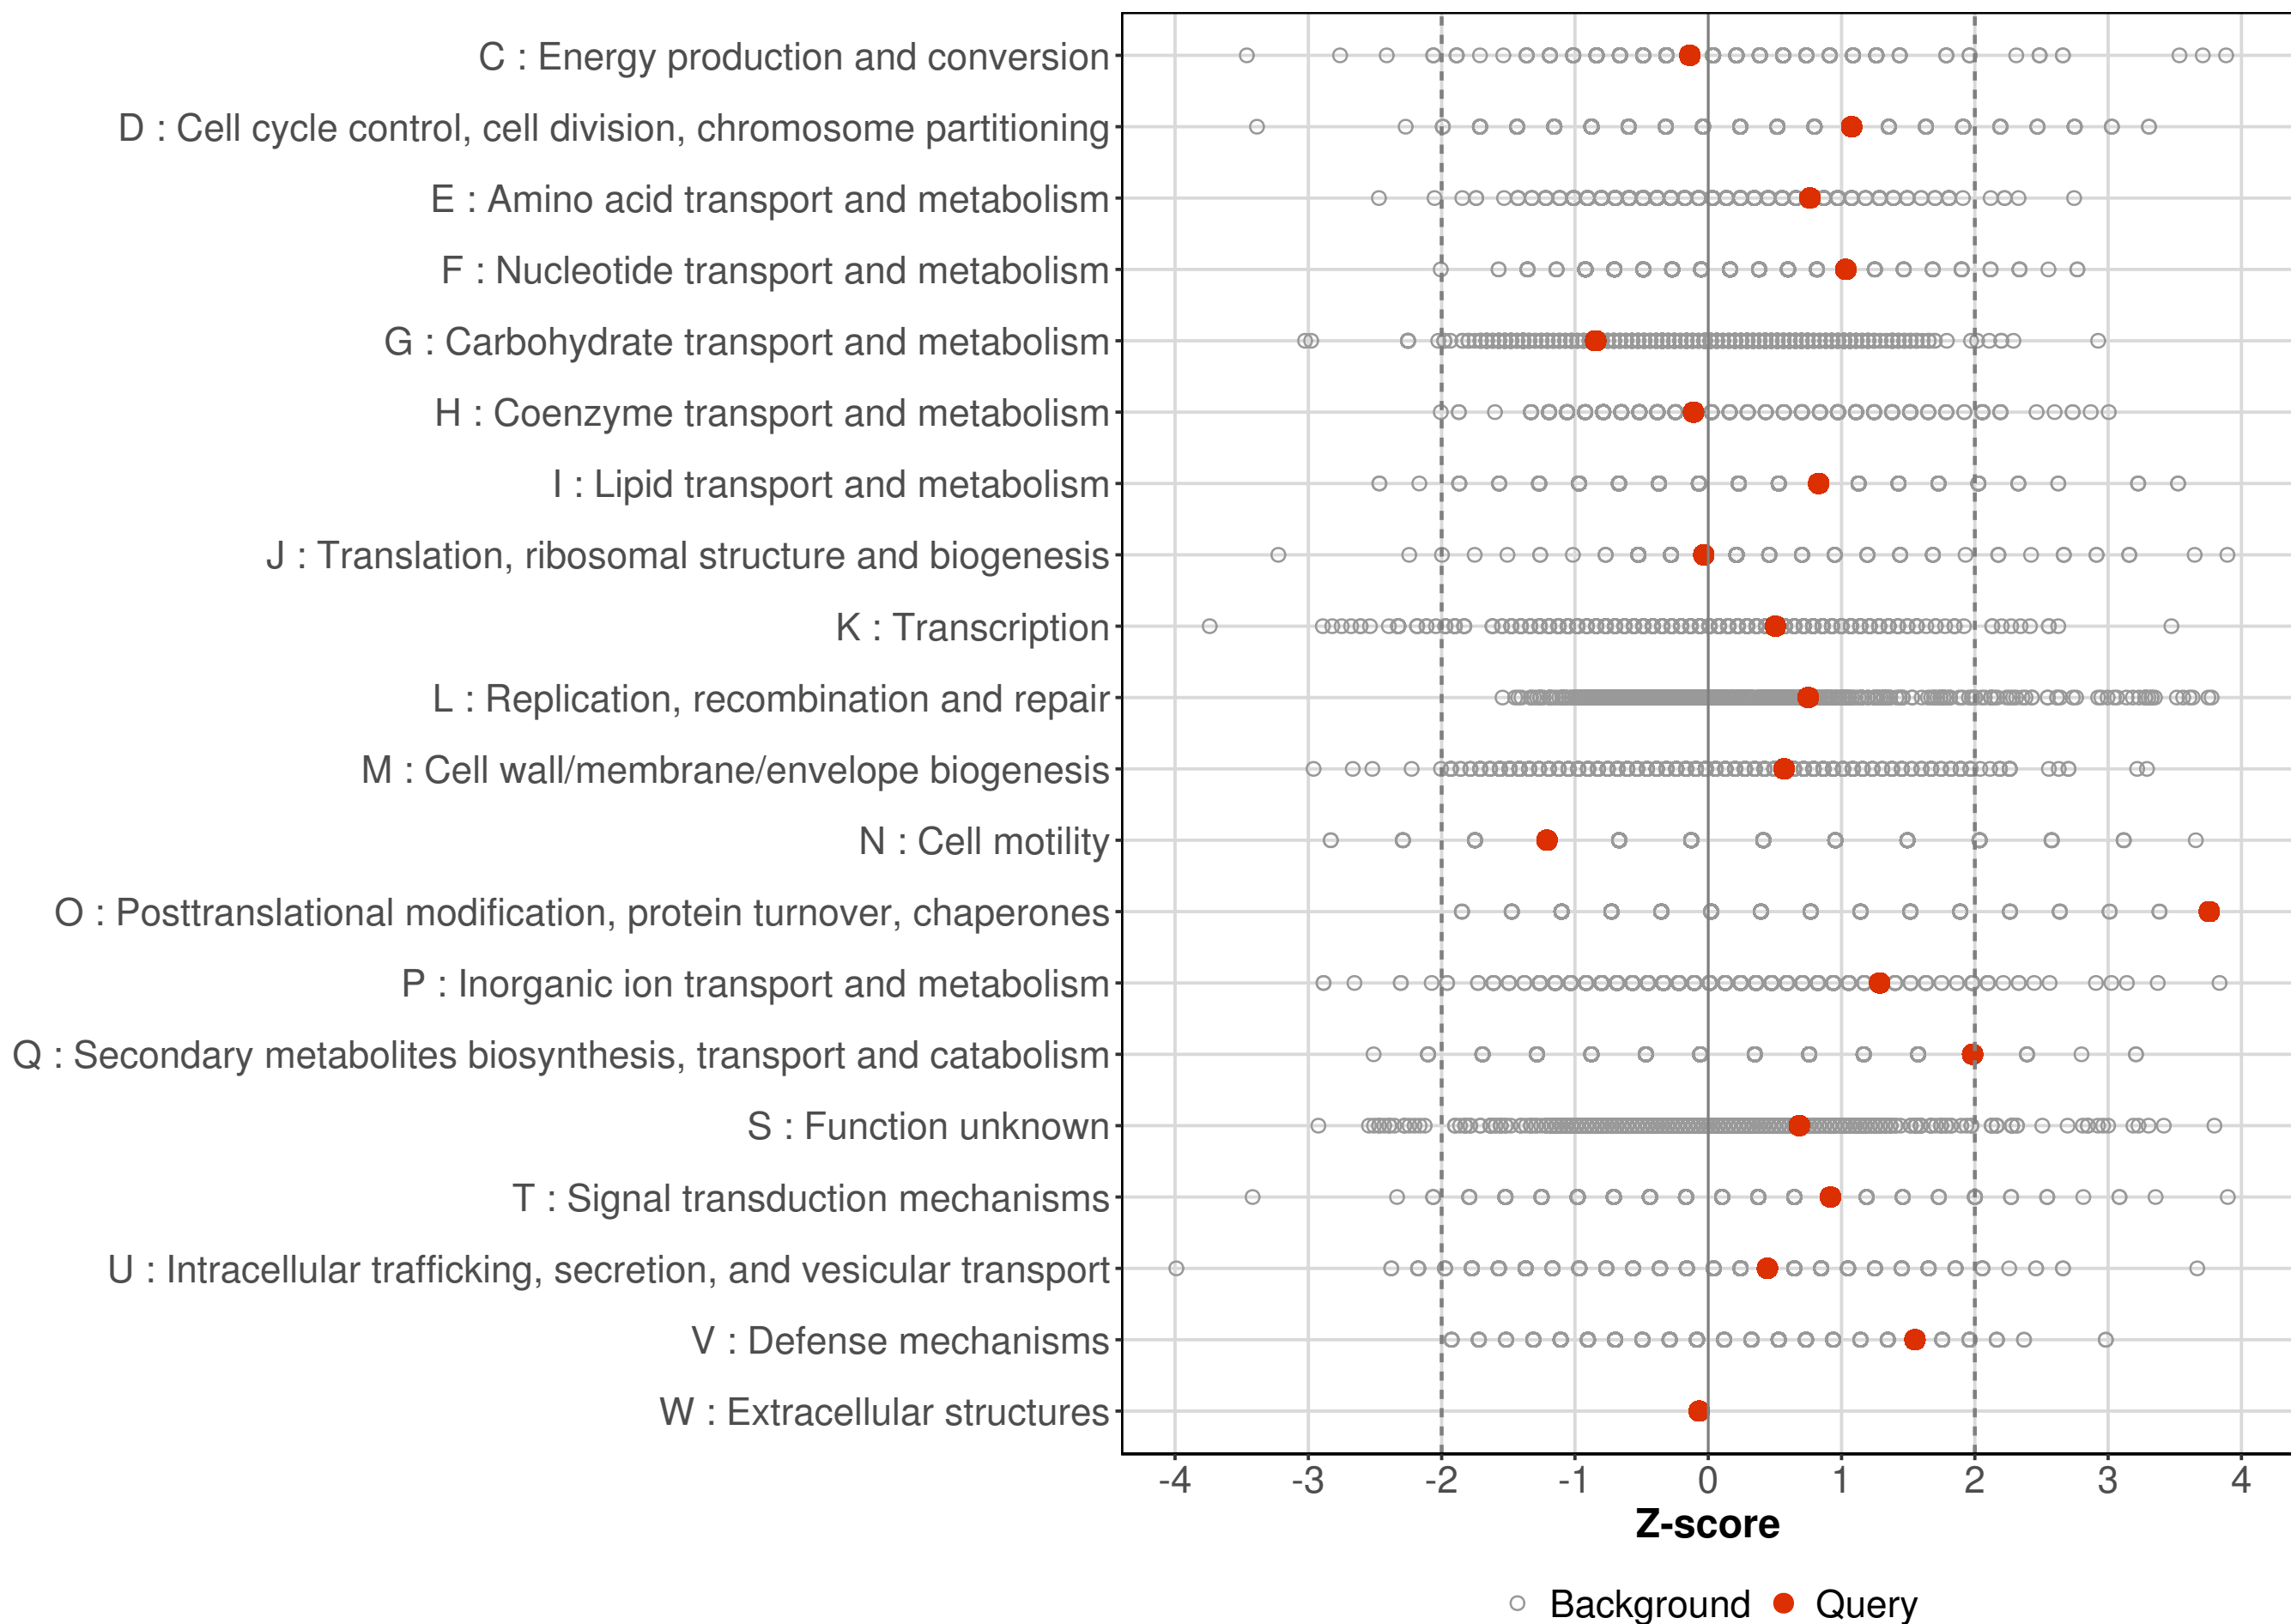 C : Energy production and conversion
D : Cell cycle control, cell division, chromosome partitioning
E : Amino acid transport and metabolism
F : Nucleotide transport and metabolism
G : Carbohydrate transport and metabolism
H : Coenzyme transport and metabolism
I : Lipid transport and metabolism
J : Translation, ribosomal structure and biogenesis
K : Transcription
L : Replication, recombination and repair
M : Cell wall/membrane/envelope biogenesis
N : Cell motility
O : Posttranslational modification, protein turnover, chaperones
P : Inorganic ion transport and metabolism
Q : Secondary metabolites biosynthesis, transport and catabolism
S : Function unknown
T : Signal transduction mechanisms
U : Intracellular trafficking, secretion, and vesicular transport
V : Defense mechanisms
W : Extracellular structures
-4 -3 -2 -1 0 1 2 3 4
Z-score
Background Query